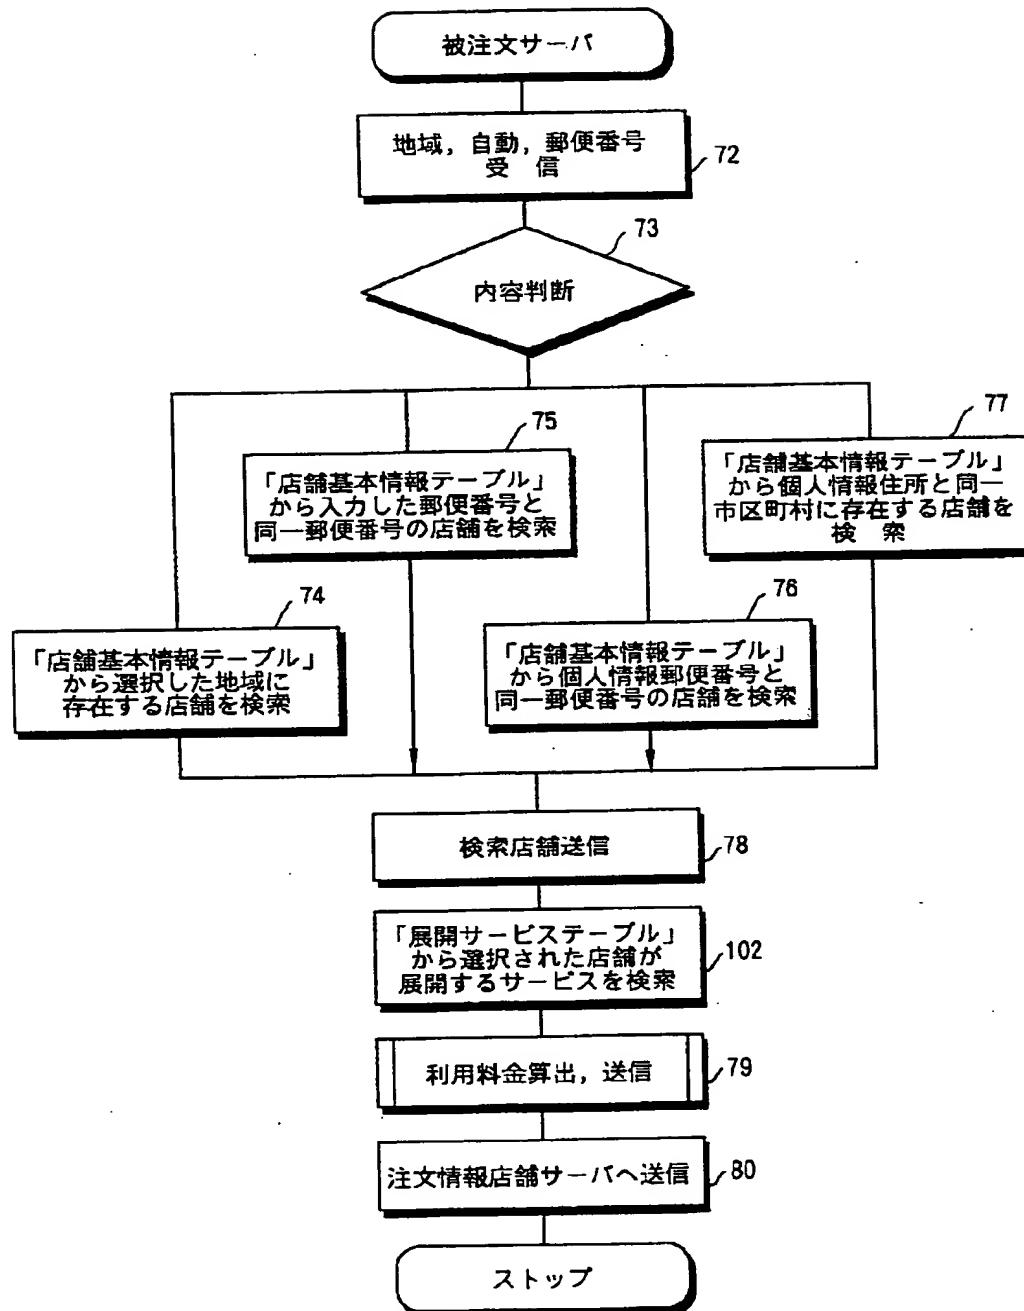 被注文サーバ
地域，自動，郵便番号
受　信
72
73
内容判断
75
「店舗基本情報テーブル」
から入力した郵便番号と
同一郵便番号の店舗を検索
77
「店舗基本情報テーブル」
から個人情報住所と同一
市区町村に存在する店舗を
検　索
74
「店舗基本情報テーブル」
から選択した地域に
存在する店舗を検索
76
「店舗基本情報テーブル」
から個人情報郵便番号と
同一郵便番号の店舗を検索
検索店舗送信
78
「展開サービステーブル」
から選択された店舗が
展開するサービスを検索
102
利用料金算出，送信
79
注文情報店舗サーバへ送信
80
ストップ